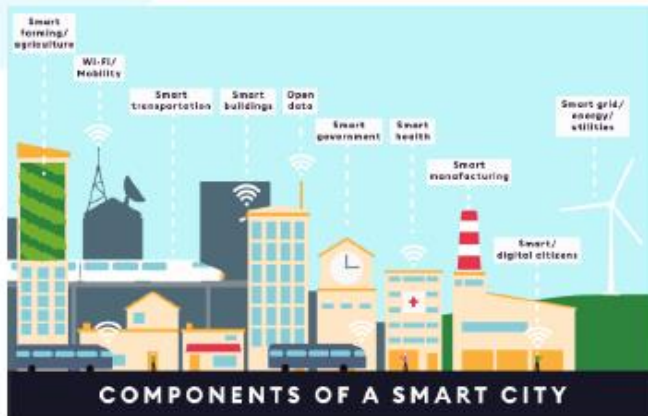 Smart
farming/
agriculture
Wi-Fi/
Mobility
Smart
transportation
Smart
buildings
Open
data
Smart
government
Smart
health
Smart
manufacturing
Smart grid/
energy/
utilities
Smart/
digital citizens
COMPONENTS OF A SMART CITY